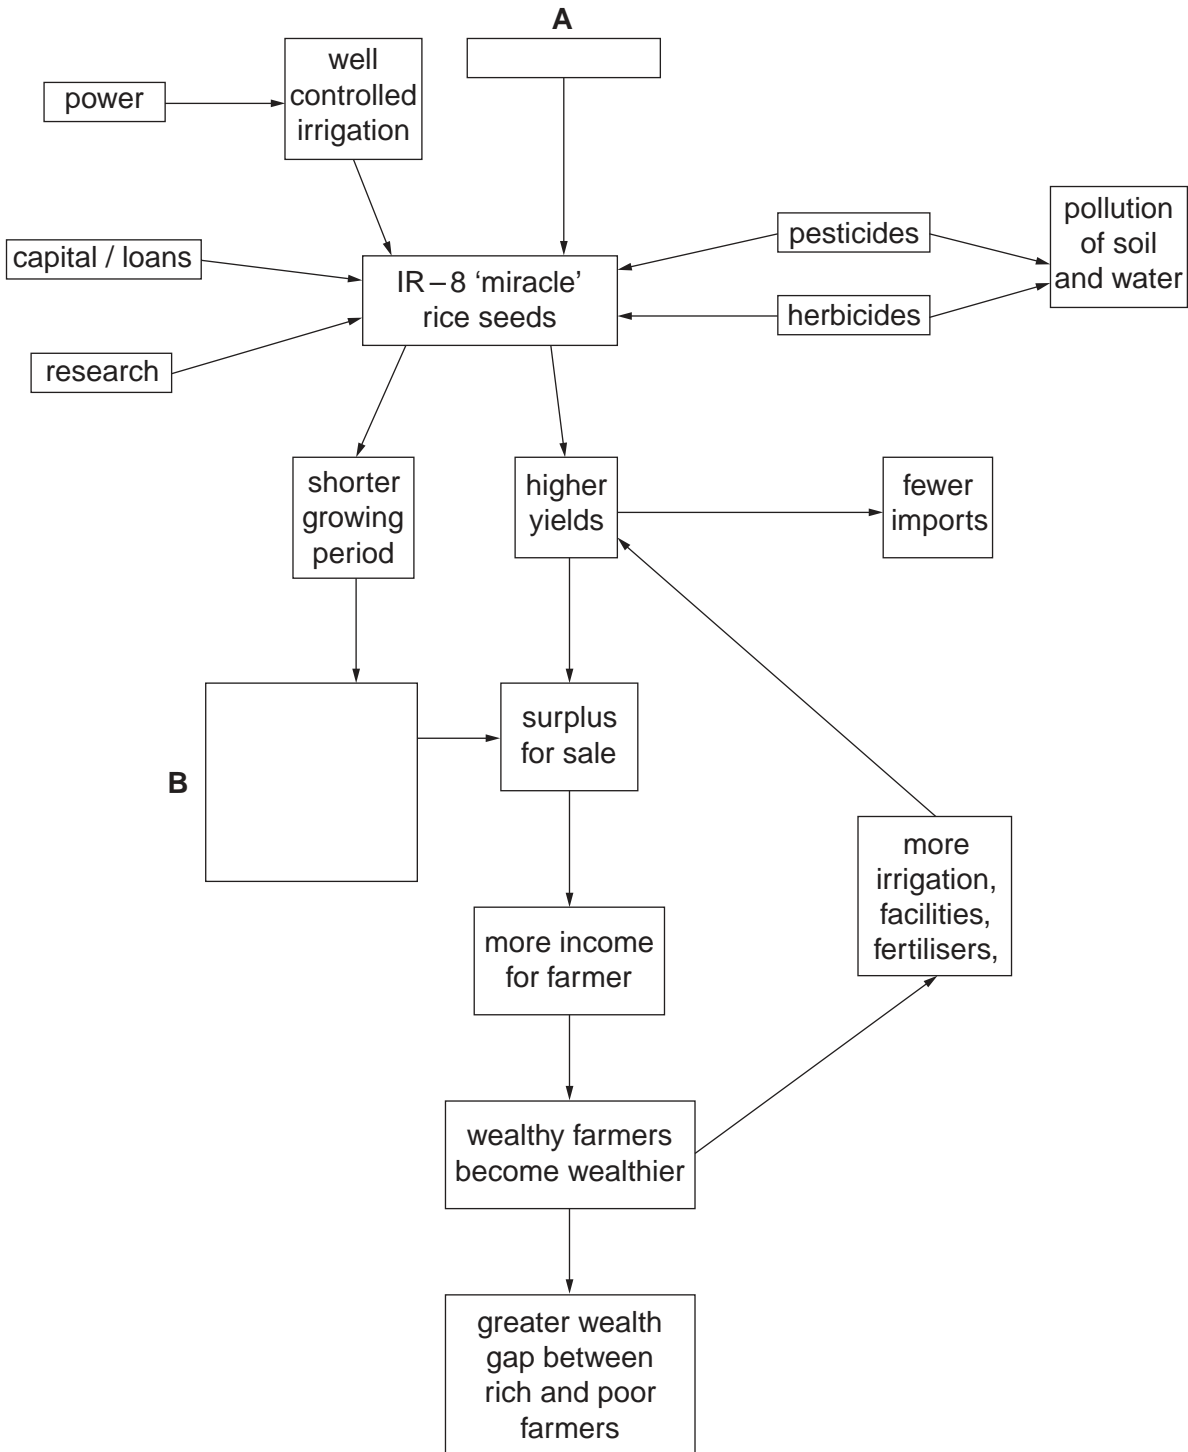 A
well
controlled
irrigation
power
pesticides
pollution
of soil
and water
capital / loans
IR – 8 ‘miracle’
rice seeds
herbicides
research
shorter
growing
period
higher
yields
fewer
imports
surplus
for sale
B
more
irrigation,
facilities,
fertilisers,
more income
for farmer
wealthy farmers
become wealthier
greater wealth
gap between
rich and poor
farmers